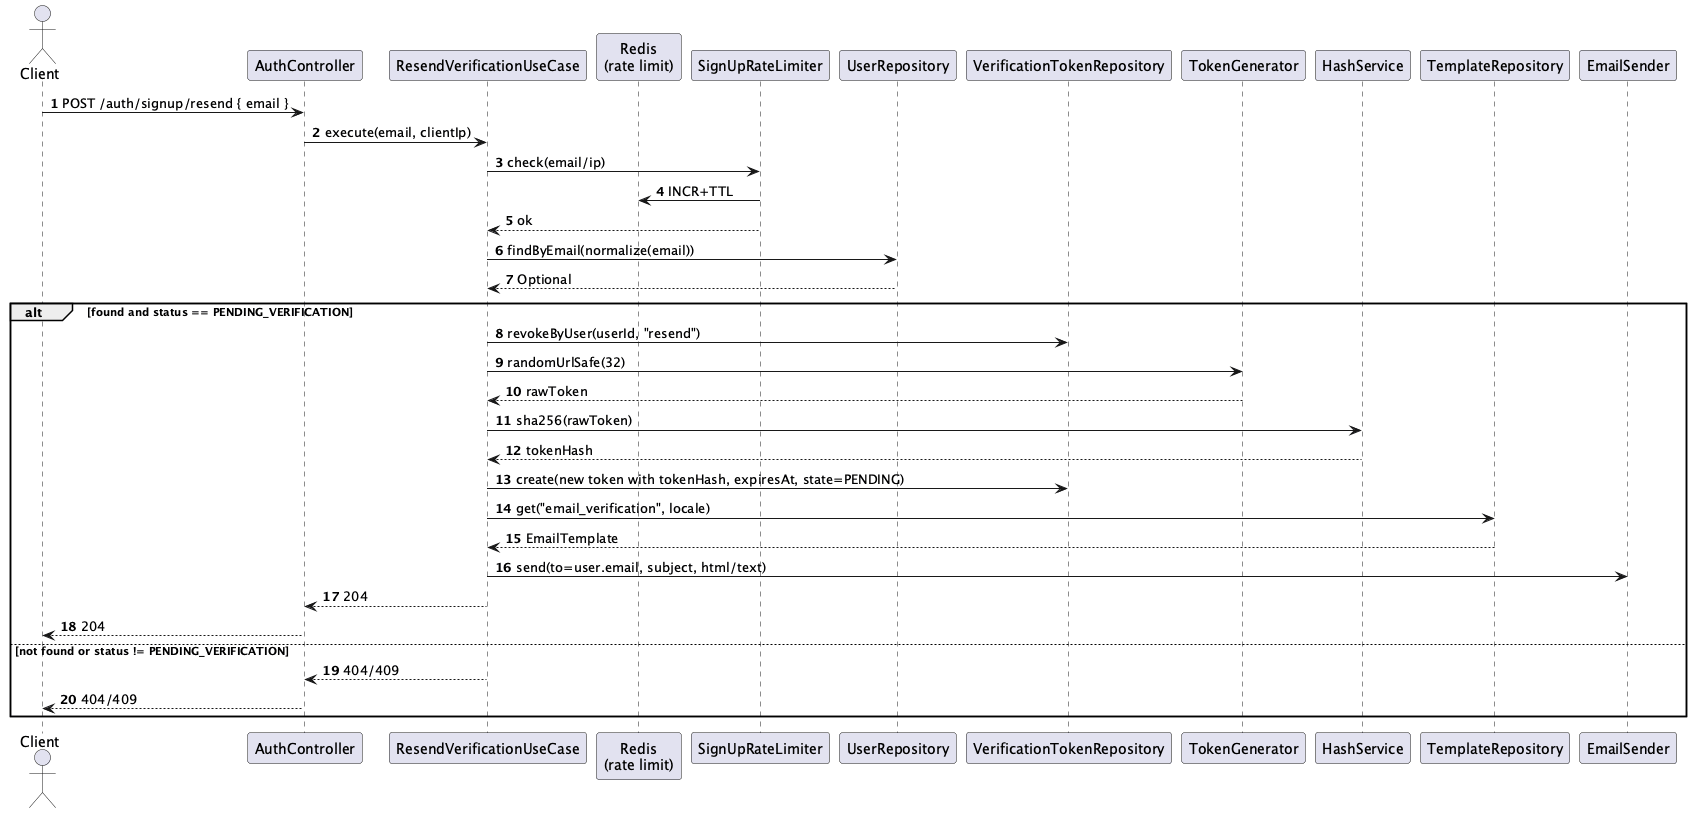 Client
AuthController
ResendVerificationUseCase
Redis
(rate limit)
SignUpRateLimiter
UserRepository
VerificationTokenRepository
TokenGenerator
HashService
TemplateRepository
EmailSender
1 POST /auth/signup/resend { email }
2 execute(email, clientIp)
3 check(email/ip)
4 INCR+TTL
5 ok
6 findByEmail(normalize(email))
7 Optional
alt [found and status == PENDING_VERIFICATION]
8 revokeByUser(userId, "resend")
9 randomUrlSafe(32)
10 rawToken
11 sha256(rawToken)
12 tokenHash
13 create(new token with tokenHash, expiresAt, state=PENDING)
14 get("email_verification", locale)
15 EmailTemplate
16 send(to=user.email, subject, html/text)
17 204
18 204
[not found or status != PENDING_VERIFICATION]
19 404/409
20 404/409
Client
AuthController
ResendVerificationUseCase
Redis
(rate limit)
SignUpRateLimiter
UserRepository
VerificationTokenRepository
TokenGenerator
HashService
TemplateRepository
EmailSender